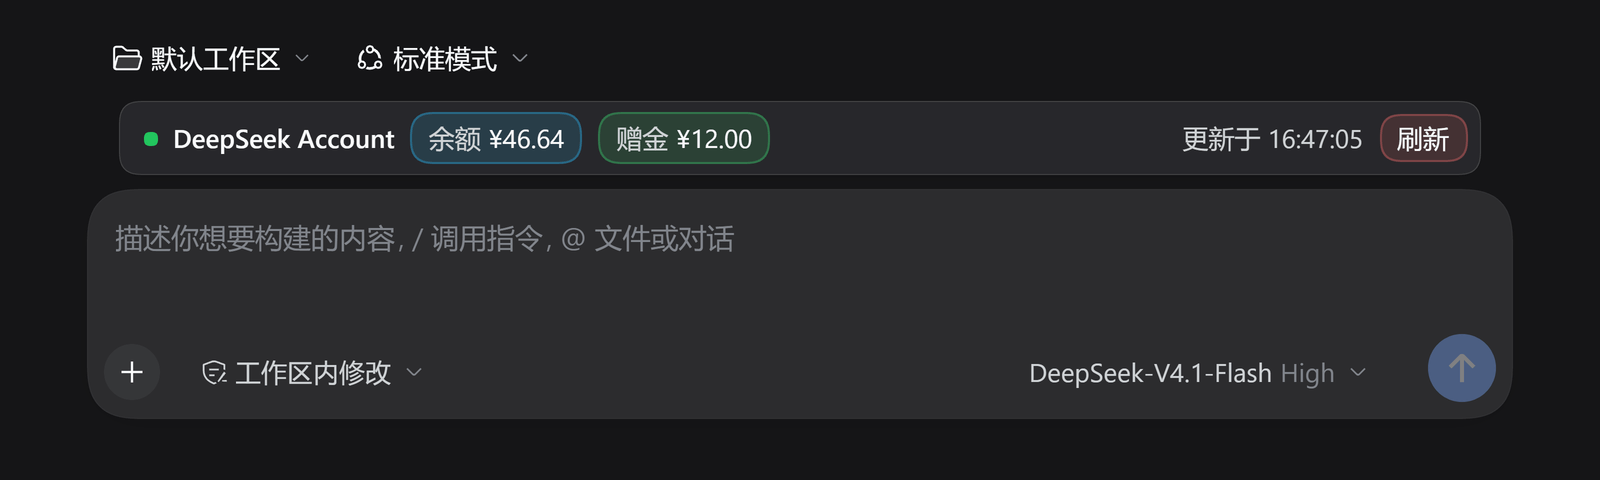 默认工作区 标准模式
DeepSeek Account 余额 ¥46.64 赠金 ¥12.00 更新于 16:47:05 刷新
描述你想要构建的内容, / 调用指令, @ 文件或对话
工作区内修改 DeepSeek-V4.1-Flash High